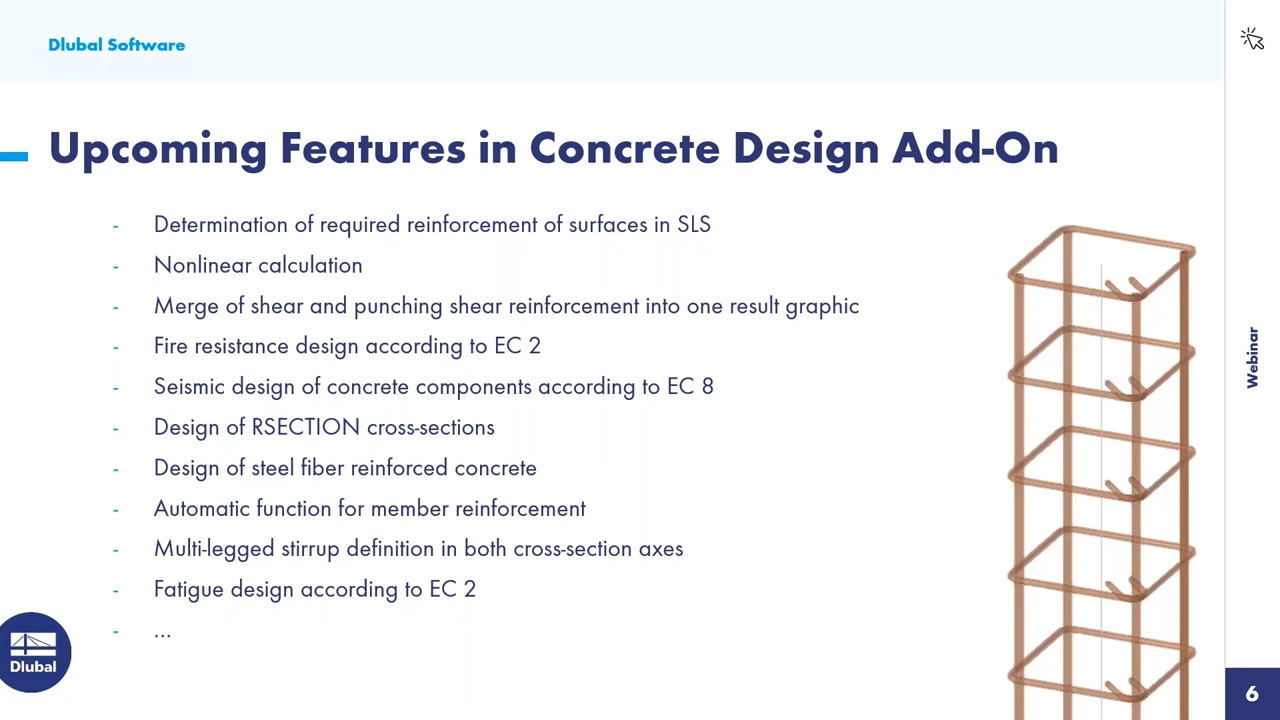 Dlubal Software
Upcoming Features in Concrete Design Add-On
- Determination of required reinforcement of surfaces in SLS
- Nonlinear calculation
- Merge of shear and punching shear reinforcement into one result graphic
- Fire resistance design according to EC 2
- Seismic design of concrete components according to EC 8
- Design of RSECTION cross-sections
- Design of steel fiber reinforced concrete
- Automatic function for member reinforcement
- Multi-legged stirrup definition in both cross-section axes
- Fatigue design according to EC 2
- ...
Dlubal
Webinar
6